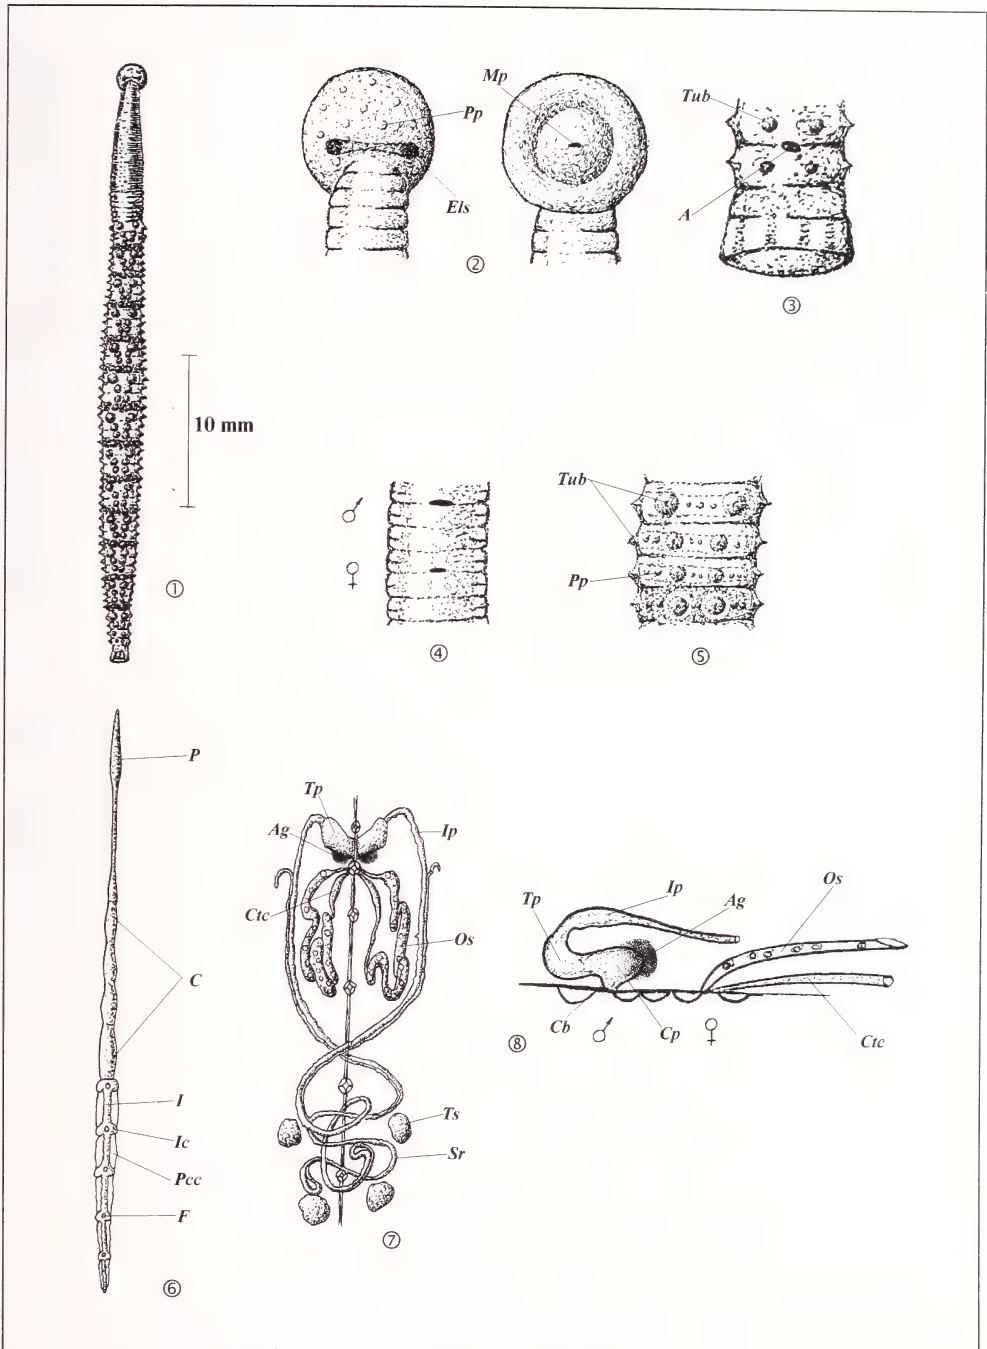 Mp
Tub
Pp
Els
A
②
③
10 mm
①
♂
♀
④
Tub
Pp
⑤
P
C
I
Ic
Pcc
F
⑥
Tp
Ag
Ip
Ctc
Os
Ts
Sr
⑦
Tp
Ip
Ag
Os
Cb
♂
Cp
♀
Ctc
⑧